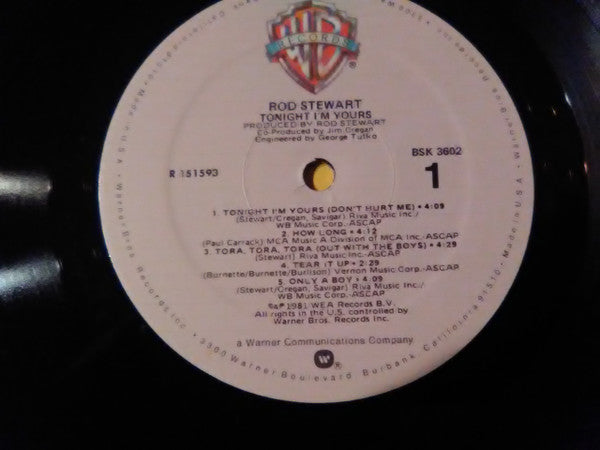 WB
RECORDS
®
ROD STEWART
TONIGHT I'M YOURS
PRODUCED BY ROD STEWART
Co-Produced by Jim Cregan
Engineered by George Tutko
R 151593
BSK 3602
1
1. TONIGHT I'M YOURS (DON'T HURT ME) • 4:09
(Stewart/Cregan, Savigar) Riva Music Inc./
WB Music Corp.-ASCAP
2. HOW LONG • 4:12
(Paul Carrack) MCA Music A Division of MCA Inc.-ASCAP
3. TORA, TORA, TORA (OUT WITH THE BOYS) • 4:29
(Stewart) Riva Music Inc.-ASCAP
4. TEAR IT UP • 2:29
(Burnette/Burnette/Burlison) Vernon Music Corp.-ASCAP
5. ONLY A BOY • 4:09
(Stewart/Cregan, Savigar) Riva Music Inc./
WB Music Corp.-ASCAP
©℗ 1981 WEA Records B.V.
All rights in the U.S. controlled by
Warner Bros. Records Inc.
a Warner Communications Company
W
Made in U.S.A. • Warner Bros. Records Inc. • 3300 Warner Boulevard, Burbank, California 91510 • Made in U.S.A.